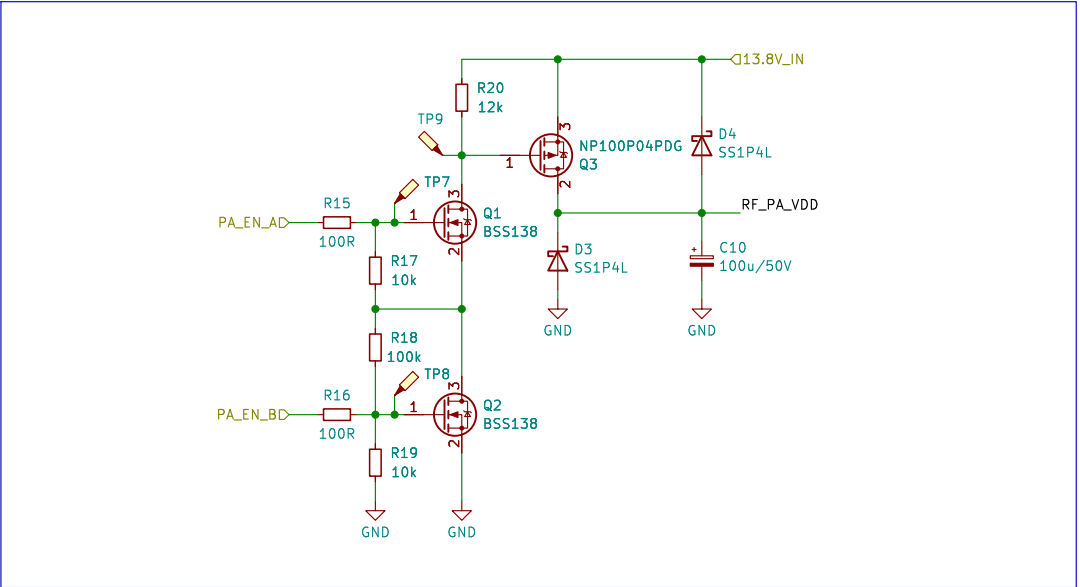 13.8V_IN
R20
12k
TP9
1
3
2
NP100P04PDG
Q3
D4
SS1P4L
RF_PA_VDD
TP7
PA_EN_A
R15
100R
1
3
2
Q1
BSS138
R17
10k
D3
SS1P4L
C10
100u/50V
+
GND
GND
R18
100k
TP8
PA_EN_B
R16
100R
1
3
2
Q2
BSS138
R19
10k
GND
GND